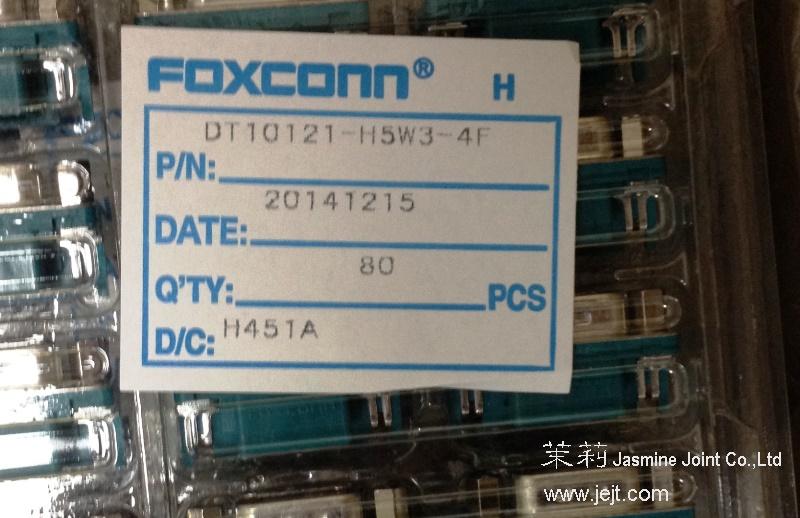 FOXCONN® H
DT10121-H5W3-4F
P/N:
20141215
DATE:
80
Q'TY: PCS
D/C: H451A
茉莉 Jasmine Joint Co.,Ltd
www.jejt.com